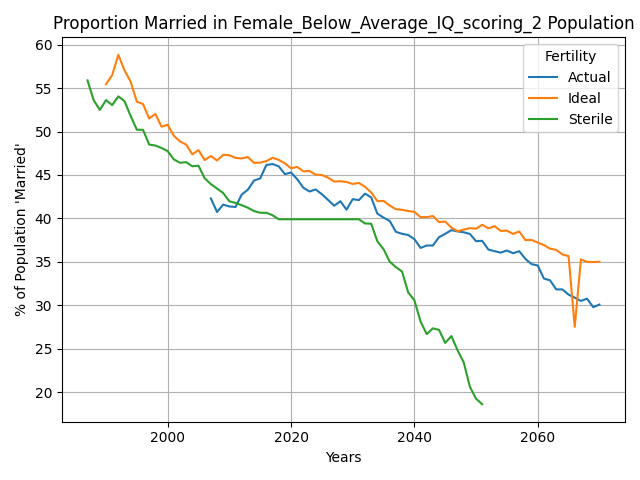 Proportion Married in Female_Below_Average_IQ_scoring_2 Population
Fertility
Actual
Ideal
Sterile
% of Population 'Married'
60
55
50
45
40
35
30
25
20
2000
2020
2040
2060
Years